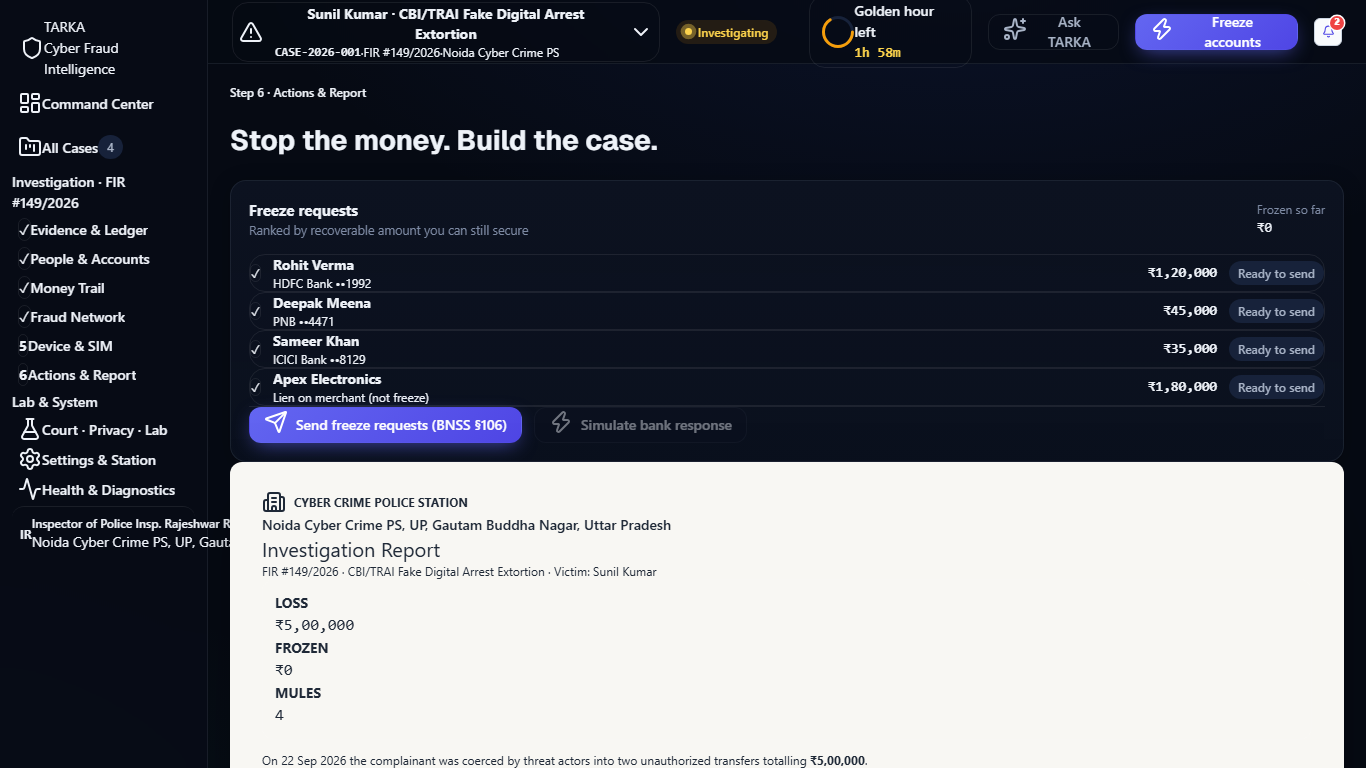 TARKA
Cyber Fraud
Intelligence
Command Center
All Cases 4
Investigation · FIR
#149/2026
✓Evidence & Ledger
✓People & Accounts
✓Money Trail
✓Fraud Network
5Device & SIM
6Actions & Report
Lab & System
Court · Privacy · Lab
Settings & Station
Health & Diagnostics
IR
Inspector of Police Insp. Rajeshwar R
Noida Cyber Crime PS, UP, Gauta
Sunil Kumar · CBI/TRAI Fake Digital Arrest
Extortion
CASE-2026-001·FIR #149/2026·Noida Cyber Crime PS
Investigating
Golden hour
left
1h 58m
Ask
TARKA
Freeze
accounts
2
Step 6 · Actions & Report
Stop the money. Build the case.
Freeze requests
Ranked by recoverable amount you can still secure
Frozen so far
₹0
✓ Rohit Verma
HDFC Bank ••1992
₹1,20,000 Ready to send
✓ Deepak Meena
PNB ••4471
₹45,000 Ready to send
✓ Sameer Khan
ICICI Bank ••8129
₹35,000 Ready to send
✓ Apex Electronics
Lien on merchant (not freeze)
₹1,80,000 Ready to send
Send freeze requests (BNSS §106)
Simulate bank response
CYBER CRIME POLICE STATION
Noida Cyber Crime PS, UP, Gautam Buddha Nagar, Uttar Pradesh
Investigation Report
FIR #149/2026 · CBI/TRAI Fake Digital Arrest Extortion · Victim: Sunil Kumar
LOSS
₹5,00,000
FROZEN
₹0
MULES
4
On 22 Sep 2026 the complainant was coerced by threat actors into two unauthorized transfers totalling ₹5,00,000.